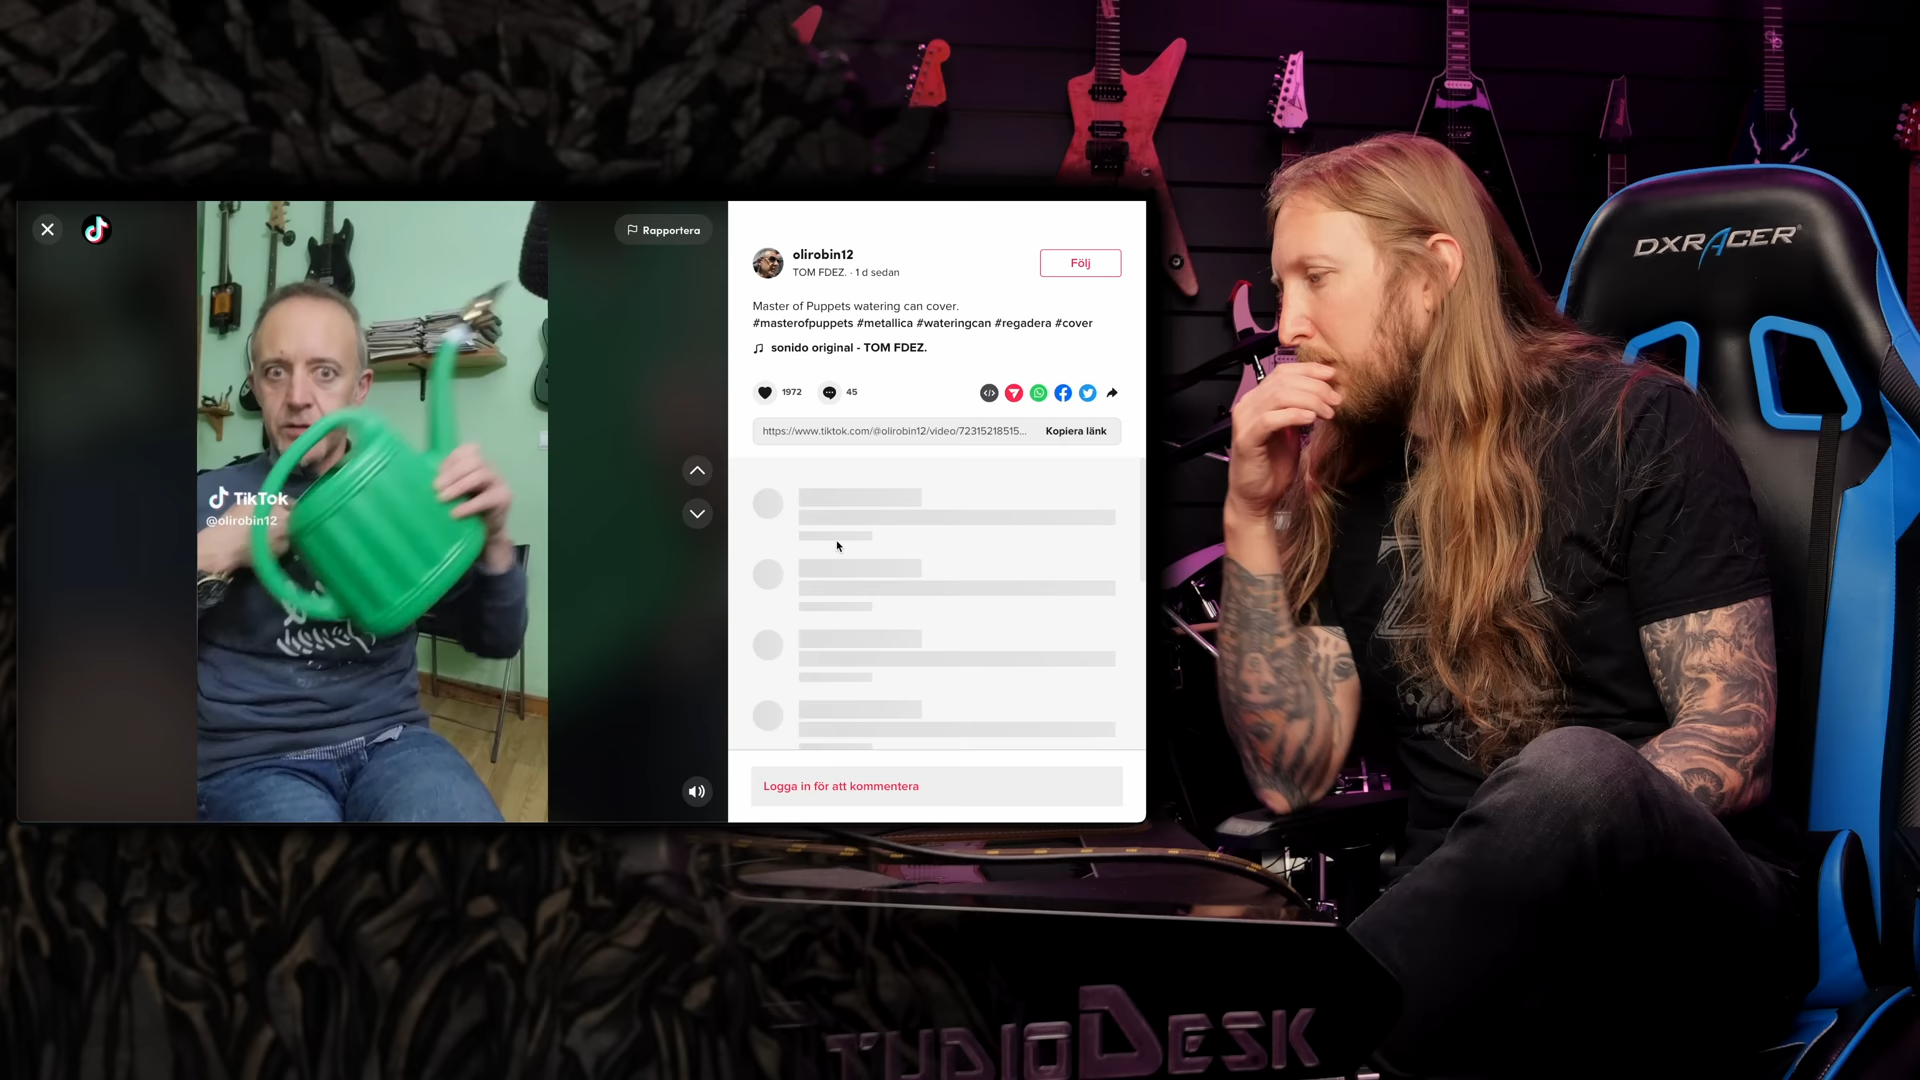 Rapportera
TikTok
@olirobin12
olirobin12
TOM FDEZ. · 1 d sedan
Följ
Master of Puppets watering can cover.
#masterofpuppets #metallica #wateringcan #regadera #cover
sonido original - TOM FDEZ.
1972
45
https://www.tiktok.com/@olirobin12/video/72315218515...
Kopiera länk
Logga in för att kommentera
DXRACER
TUDIODESK